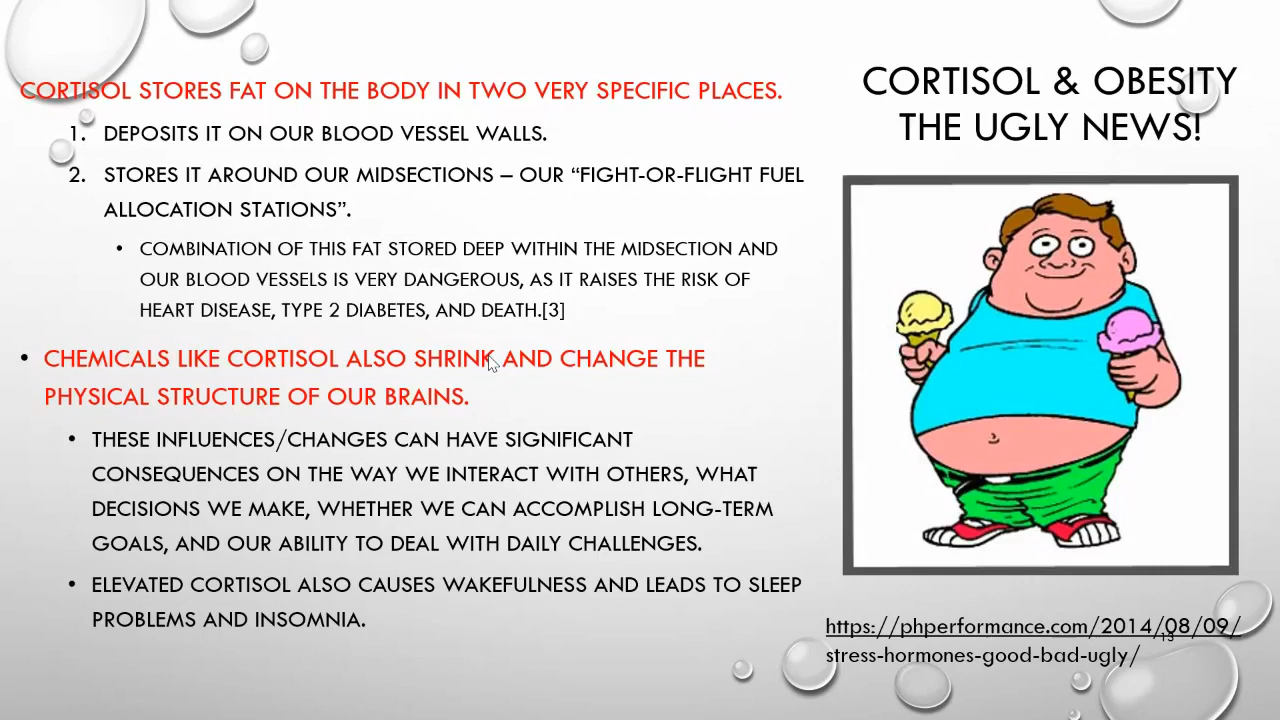 CORTISOL STORES FAT ON THE BODY IN TWO VERY SPECIFIC PLACES.
1. DEPOSITS IT ON OUR BLOOD VESSEL WALLS.
2. STORES IT AROUND OUR MIDSECTIONS – OUR “FIGHT-OR-FLIGHT FUEL
ALLOCATION STATIONS”.
• COMBINATION OF THIS FAT STORED DEEP WITHIN THE MIDSECTION AND
OUR BLOOD VESSELS IS VERY DANGEROUS, AS IT RAISES THE RISK OF
HEART DISEASE, TYPE 2 DIABETES, AND DEATH.[3]
• CHEMICALS LIKE CORTISOL ALSO SHRINK AND CHANGE THE
PHYSICAL STRUCTURE OF OUR BRAINS.
• THESE INFLUENCES/CHANGES CAN HAVE SIGNIFICANT
CONSEQUENCES ON THE WAY WE INTERACT WITH OTHERS, WHAT
DECISIONS WE MAKE, WHETHER WE CAN ACCOMPLISH LONG-TERM
GOALS, AND OUR ABILITY TO DEAL WITH DAILY CHALLENGES.
• ELEVATED CORTISOL ALSO CAUSES WAKEFULNESS AND LEADS TO SLEEP
PROBLEMS AND INSOMNIA.
CORTISOL & OBESITY
THE UGLY NEWS!
https://phperformance.com/2014/08/09/
stress-hormones-good-bad-ugly/
13